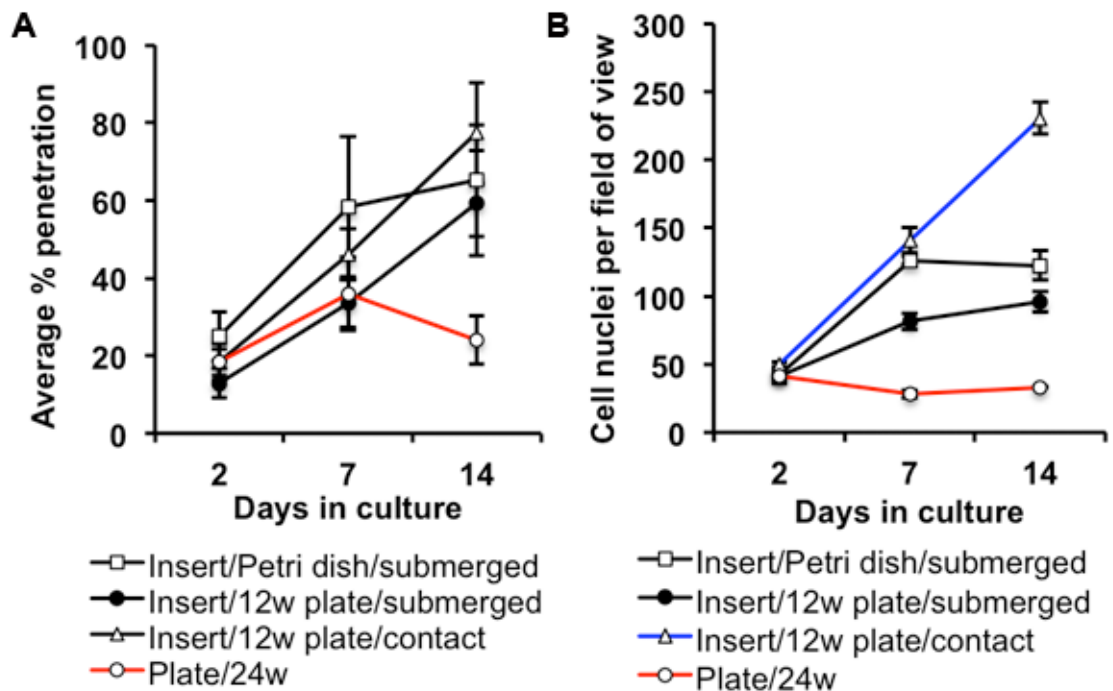 A
Average % penetration
100
80
60
40
20
0
2 7 14
Days in culture
Insert/Petri dish/submerged
Insert/12w plate/submerged
Insert/12w plate/contact
Plate/24w
B
Cell nuclei per field of view
300
250
200
150
100
50
0
2 7 14
Days in culture
Insert/Petri dish/submerged
Insert/12w plate/submerged
Insert/12w plate/contact
Plate/24w